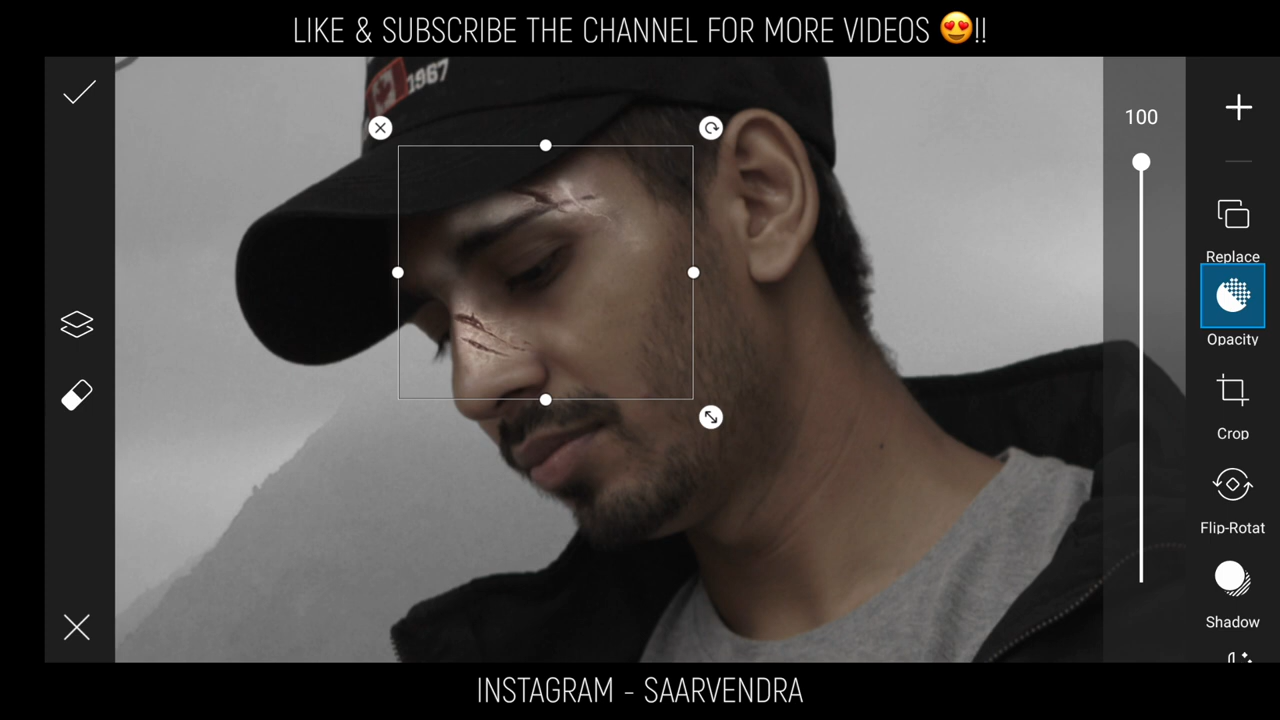 LIKE & SUBSCRIBE THE CHANNEL FOR MORE VIDEOS 😍!!
1967
100
Replace
Opacity
Crop
Flip-Rotat
Shadow
INSTAGRAM - SAARVENDRA